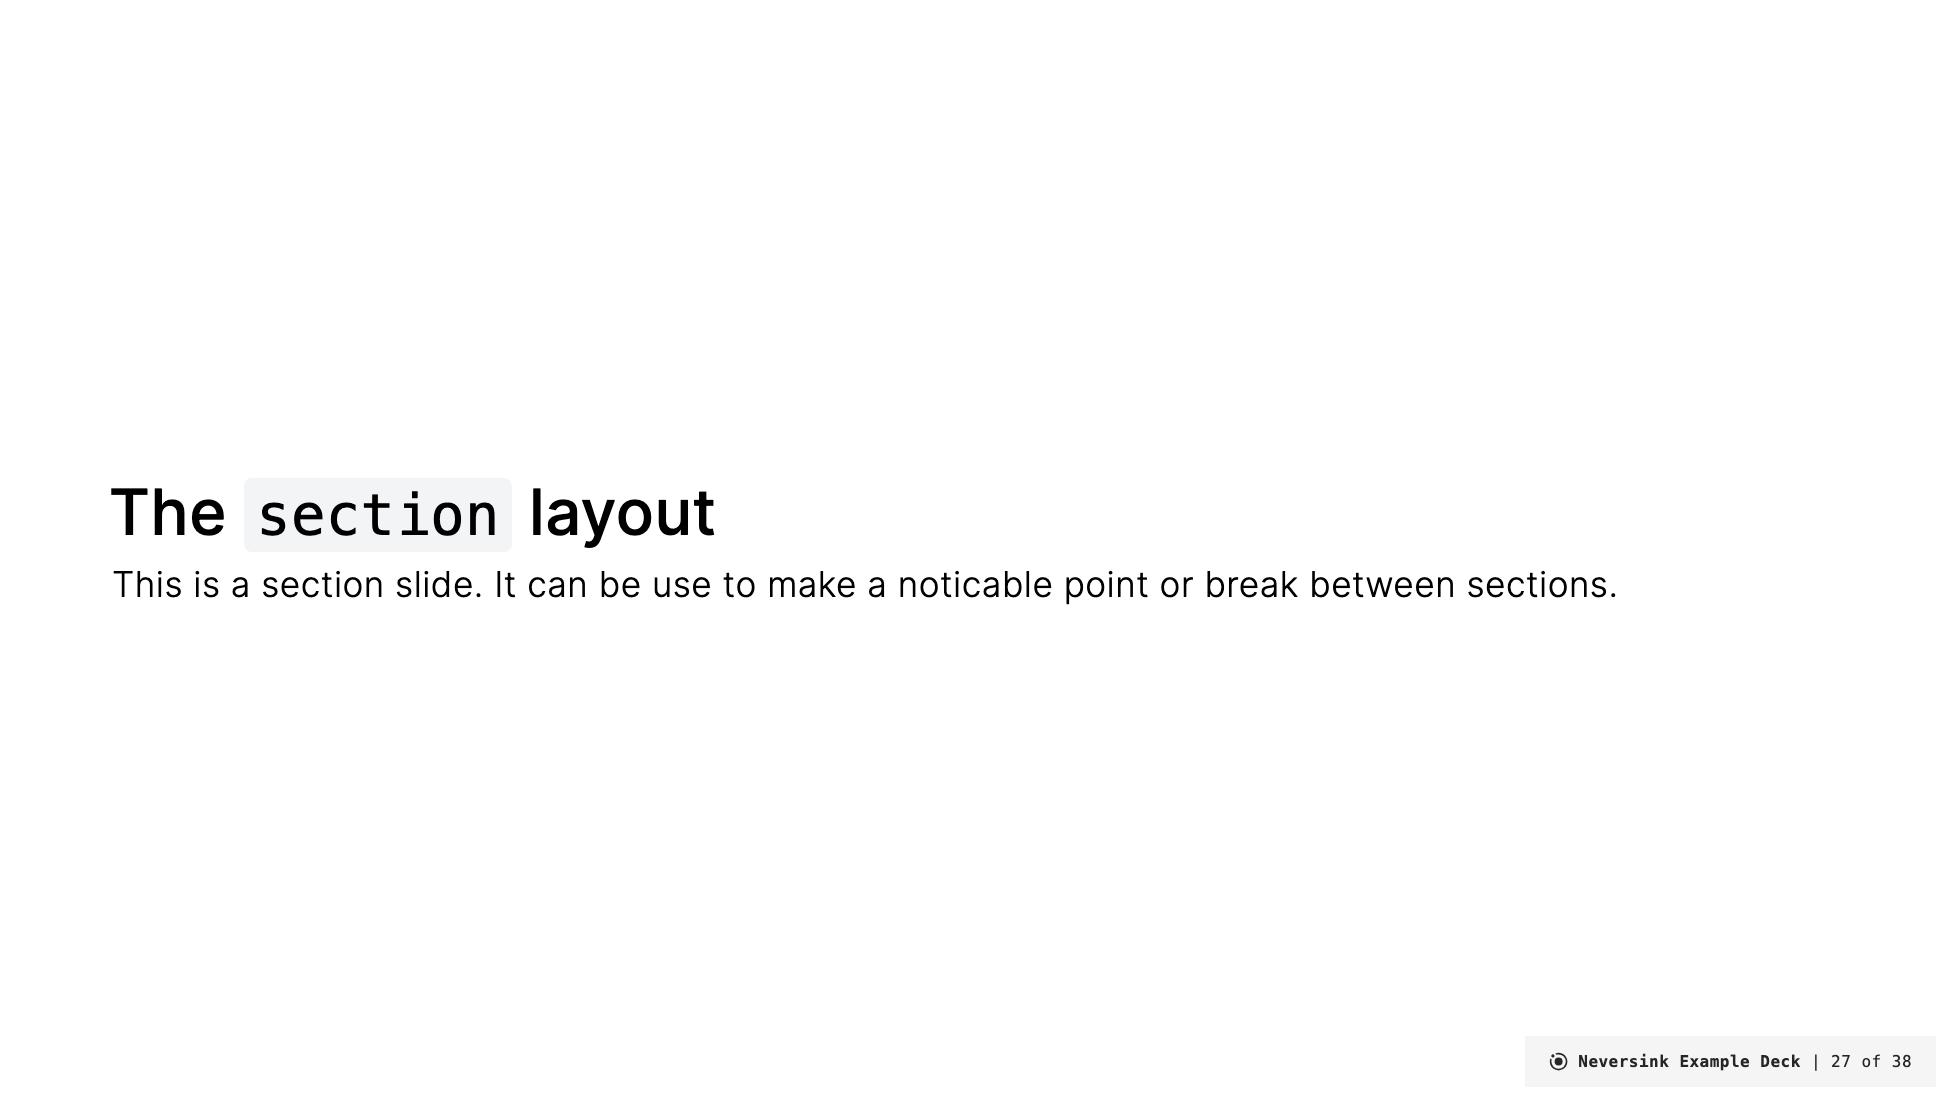 The section layout
This is a section slide. It can be use to make a noticable point or break between sections.
Neversink Example Deck | 27 of 38